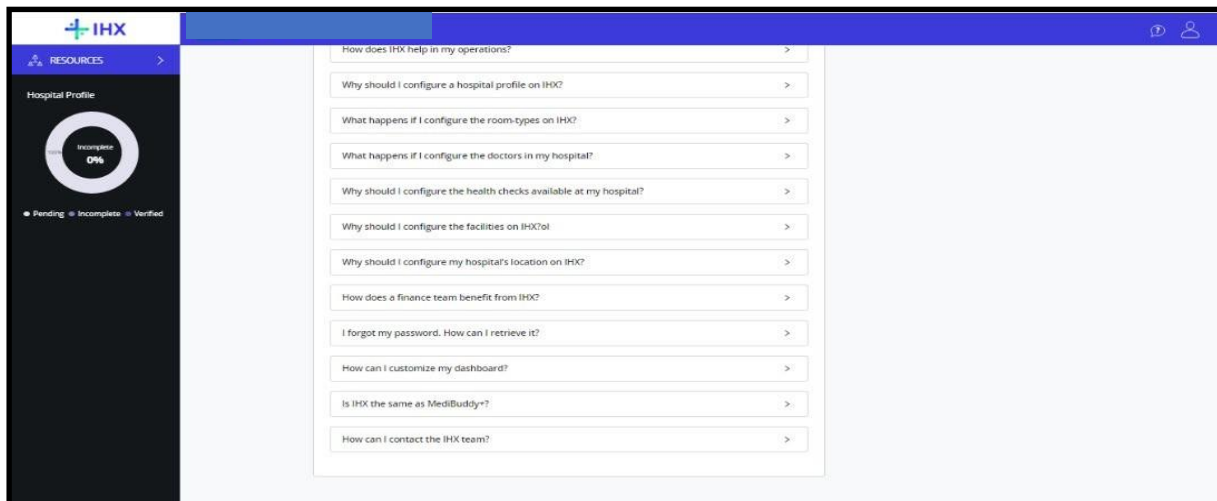 IHX
RESOURCES >
Hospital Profile
Incomplete
0%
Pending Incomplete Verified
How does IHX help in my operations? >
Why should I configure a hospital profile on IHX? >
What happens if I configure the room-types on IHX? >
What happens if I configure the doctors in my hospital? >
Why should I configure the health checks available at my hospital? >
Why should I configure the facilities on IHX?ol >
Why should I configure my hospital's location on IHX? >
How does a finance team benefit from IHX? >
I forgot my password. How can I retrieve it? >
How can I customize my dashboard? >
Is IHX the same as MediBuddy+? >
How can I contact the IHX team? >